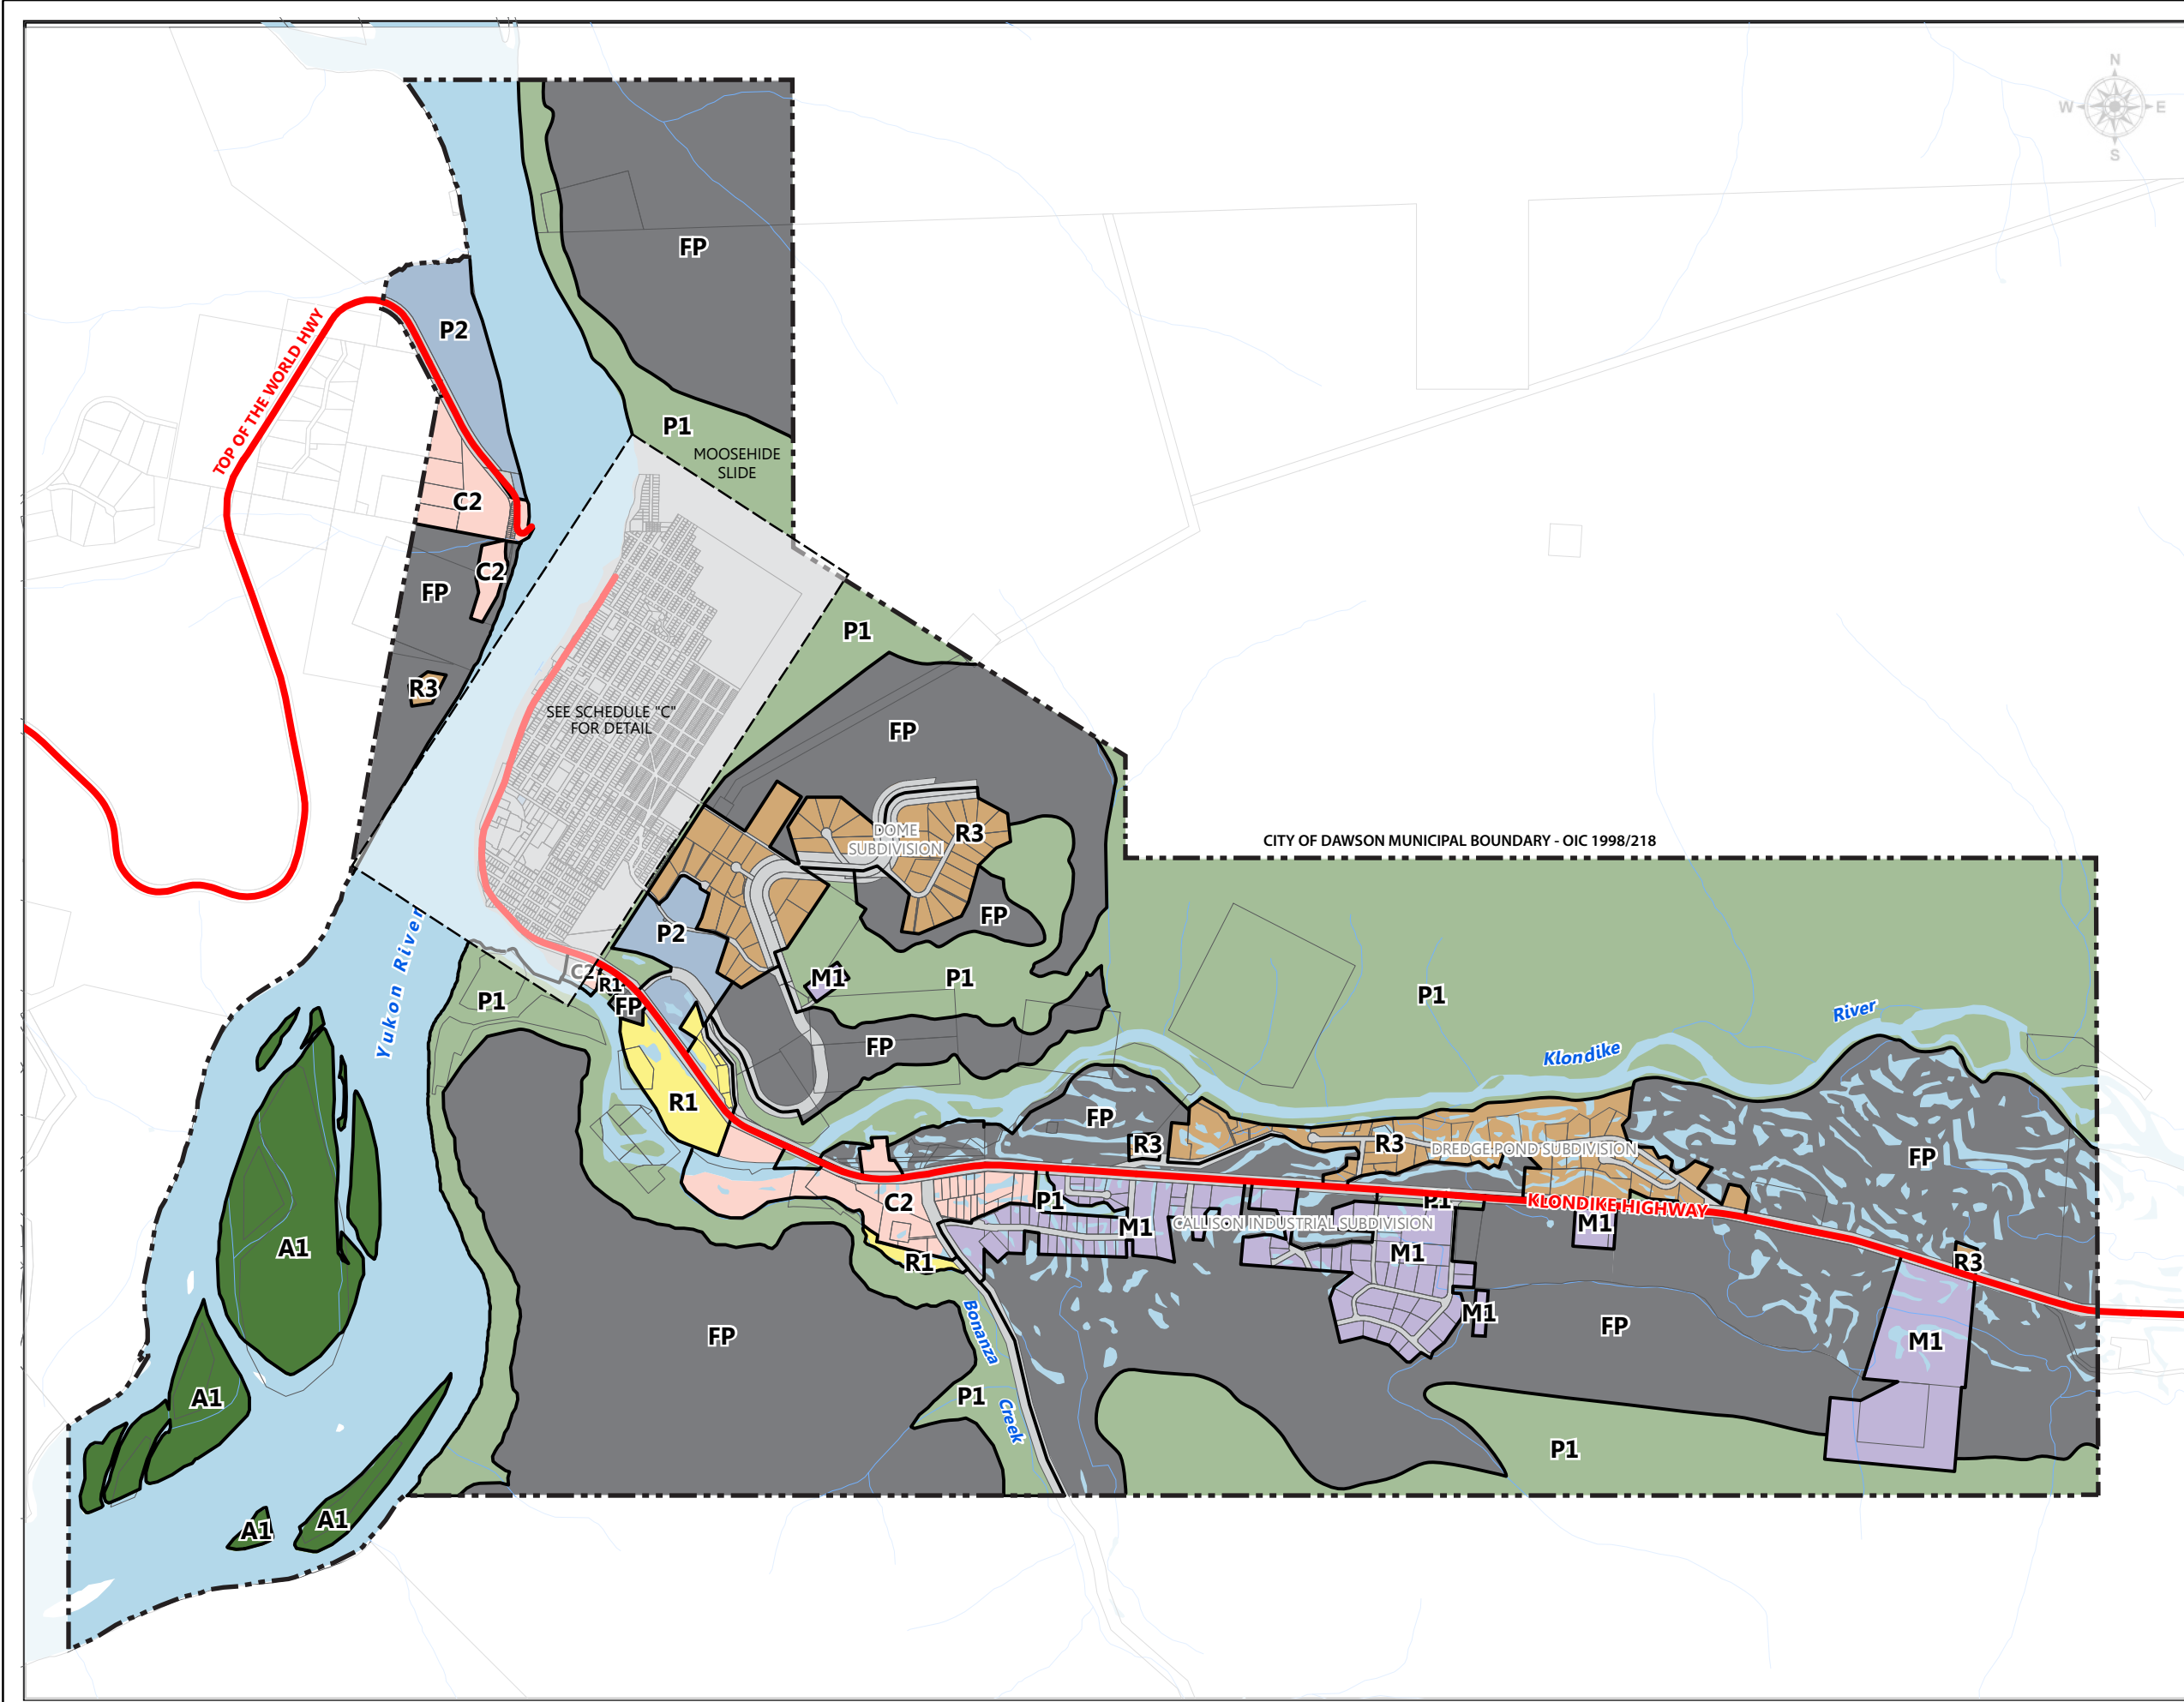 N
W E
S
FP
TOP OF THE WORLD HWY
P2
P1
MOOSEHIDE
SLIDE
C2
C2
FP
P1
R3
SEE SCHEDULE "C"
FOR DETAIL
FP
DOME
SUBDIVISION
R3
CITY OF DAWSON MUNICIPAL BOUNDARY - OIC 1998/218
FP
P2
Yukon River
C2
R1
FP
M1
P1
P1
P1
River
Klondike
FP
R1
FP
R3
R3
DREDGE POND SUBDIVISION
FP
C2
P1
P1
KLONDIKE HIGHWAY
M1
CALLISON INDUSTRIAL SUBDIVISION
M1
A1
R1
M1
R3
Bonanza
Creek
FP
M1
FP
M1
A1
P1
P1
A1
A1